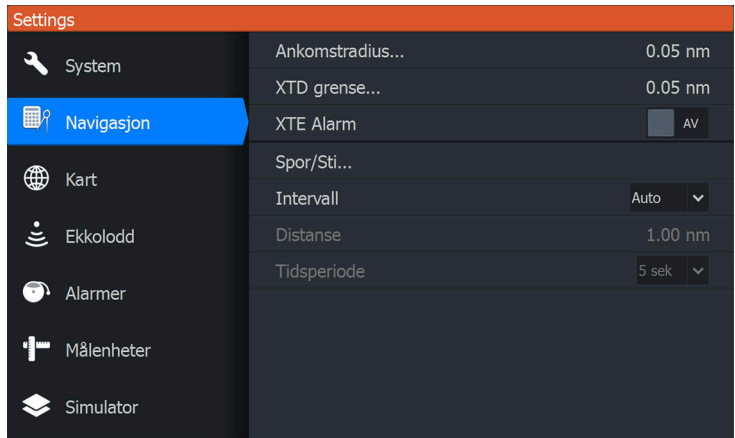 Settings
System
Navigasjon
Kart
Ekkolodd
Alarmer
Målenheter
Simulator
Ankomstradius... 0.05 nm
XTD grense... 0.05 nm
XTE Alarm AV
Spor/Sti...
Intervall Auto
Distanse 1.00 nm
Tidsperiode 5 sek